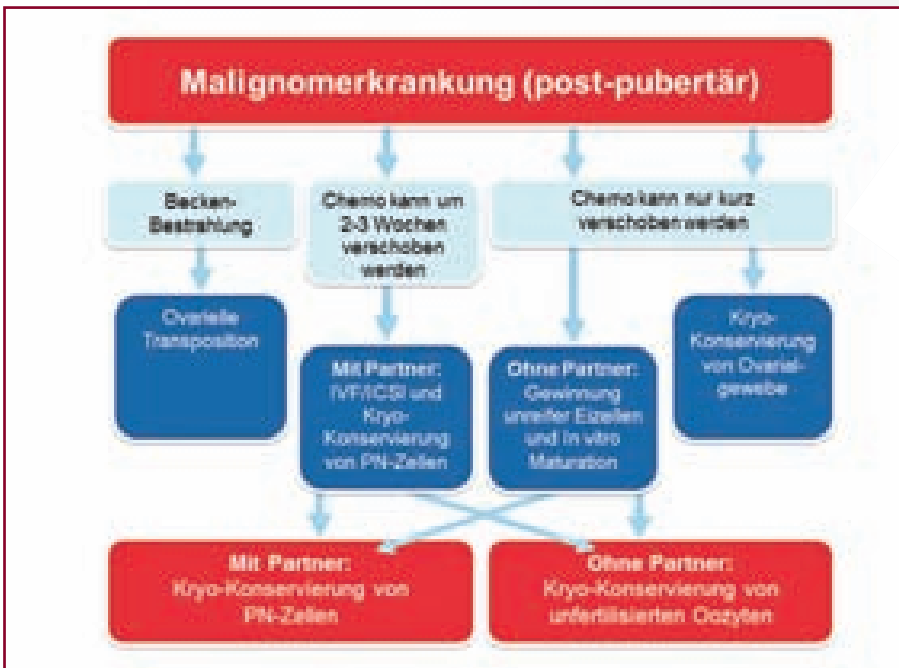 Malignomerkrankung (post-pubertär)
Becken-
Bestrahlung
Chemo kann um
2-3 Wochen
verschoben
werden
Chemo kann nur kurz
verschoben werden
Ovarielle
Transposition
Mit Partner:
IVF/ICSI und
Kryo-
Konservierung
von PN-Zellen
Ohne Partner:
Gewinnung
unreifer Eizellen
und In vitro
Maturation
Kryo-
Konservierung
von Ovarial-
gewebe
Mit Partner:
Kryo-Konservierung von
PN-Zellen
Ohne Partner:
Kryo-Konservierung von
unfertilisierten Oozyten